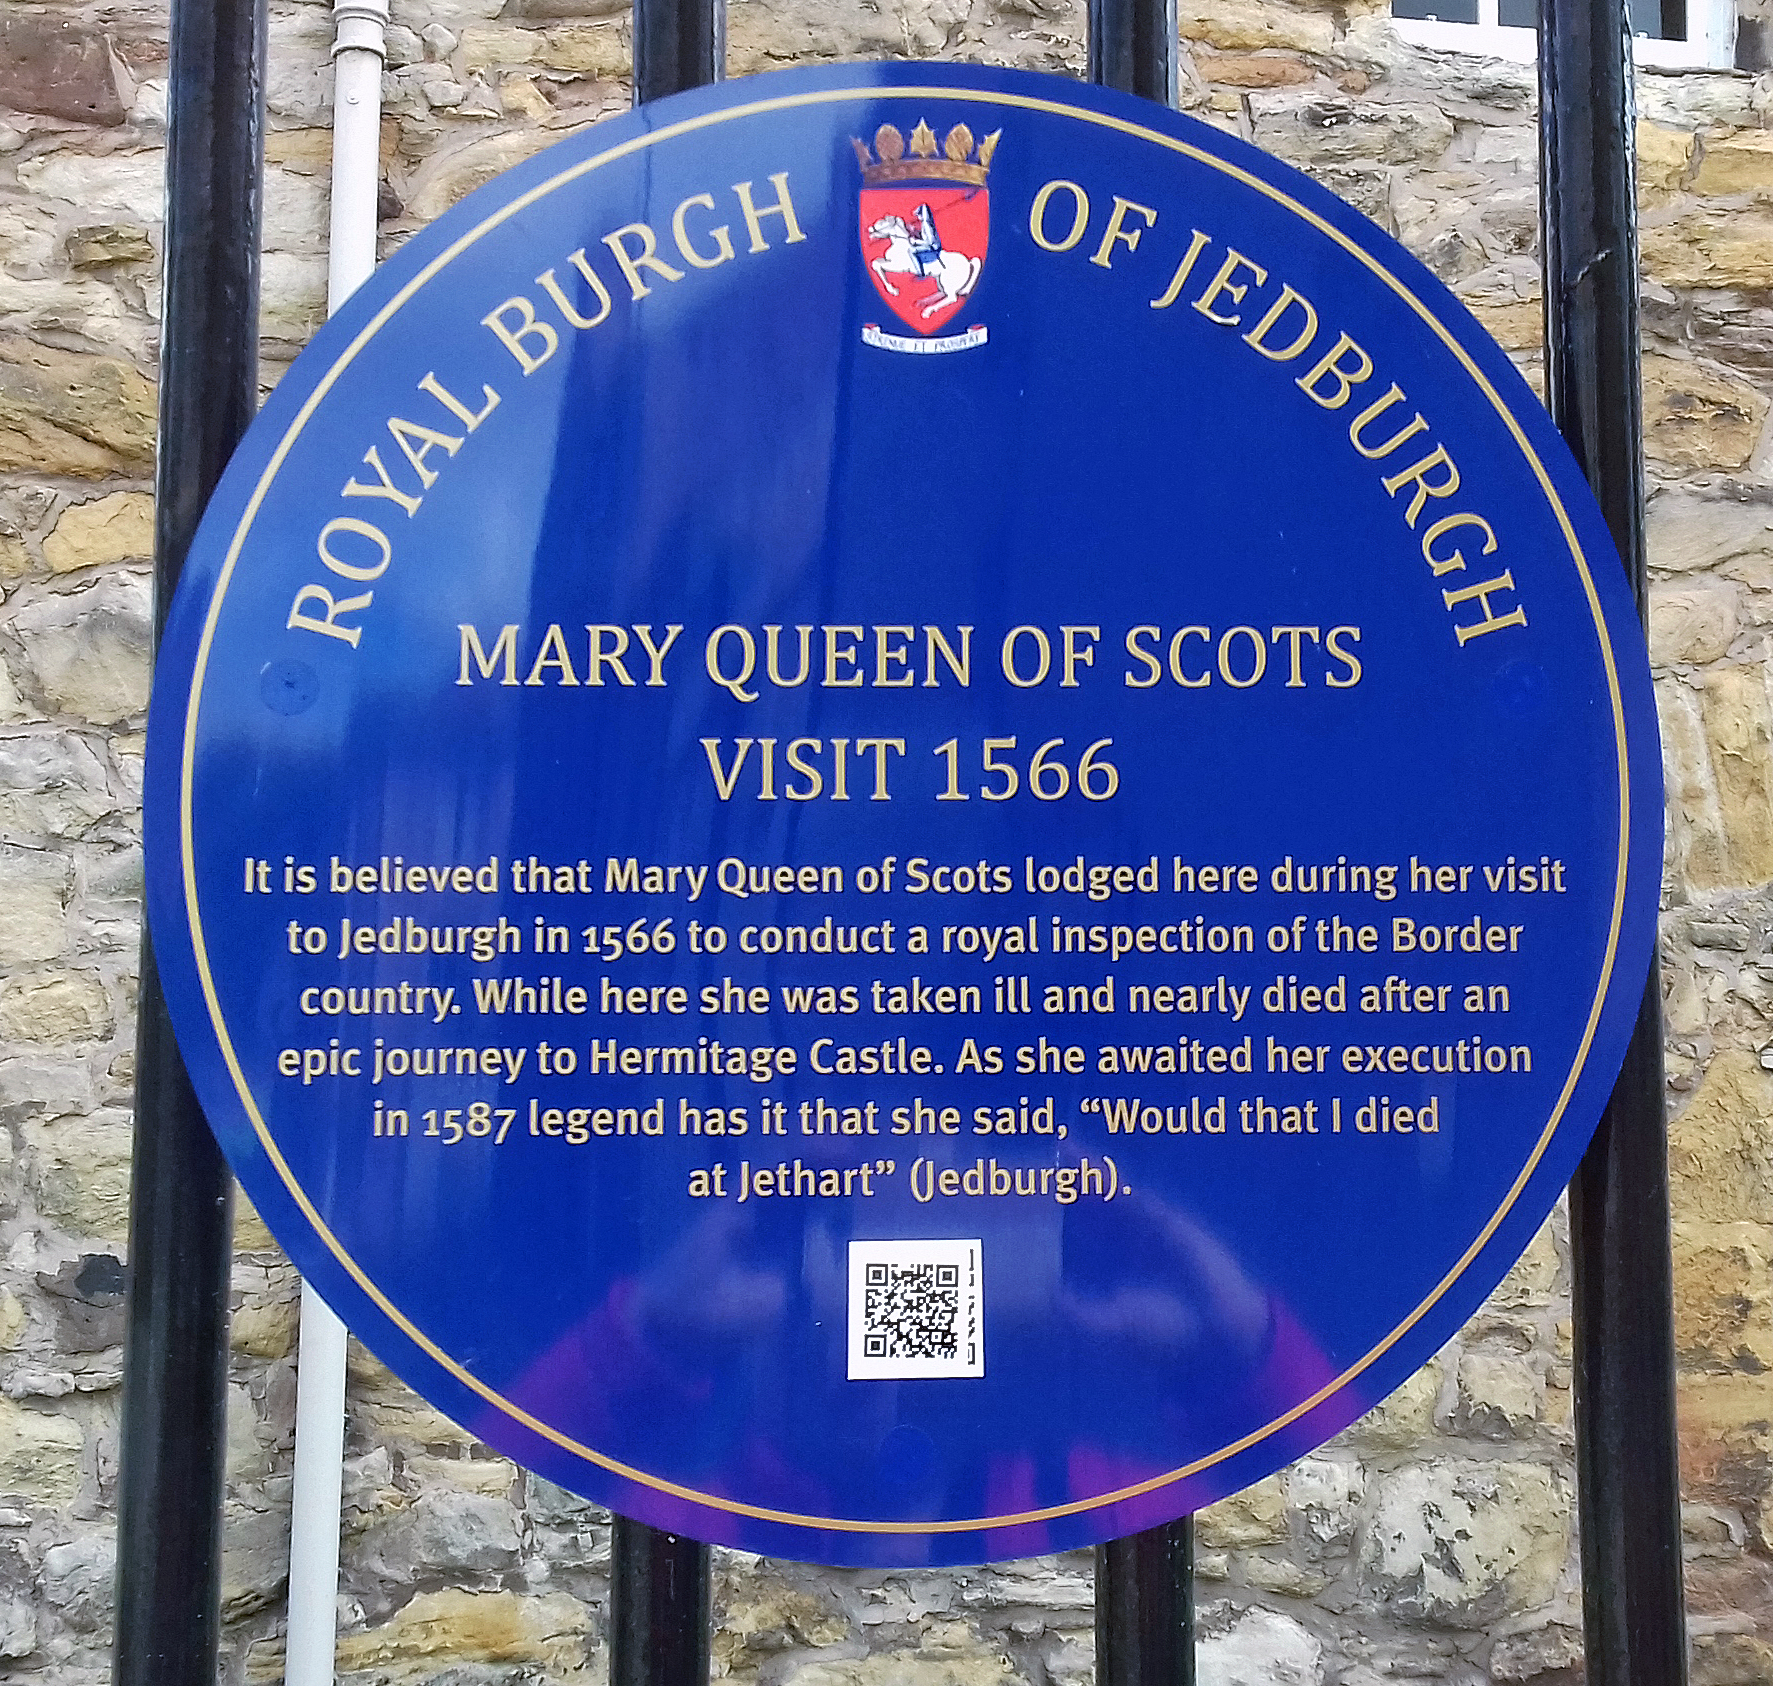 ROYAL BURGH OF JEDBURGH
STRENUE ET PROSPERE
MARY QUEEN OF SCOTS
VISIT 1566
It is believed that Mary Queen of Scots lodged here during her visit
to Jedburgh in 1566 to conduct a royal inspection of the Border
country. While here she was taken ill and nearly died after an
epic journey to Hermitage Castle. As she awaited her execution
in 1587 legend has it that she said, “Would that I died
at Jethart” (Jedburgh).